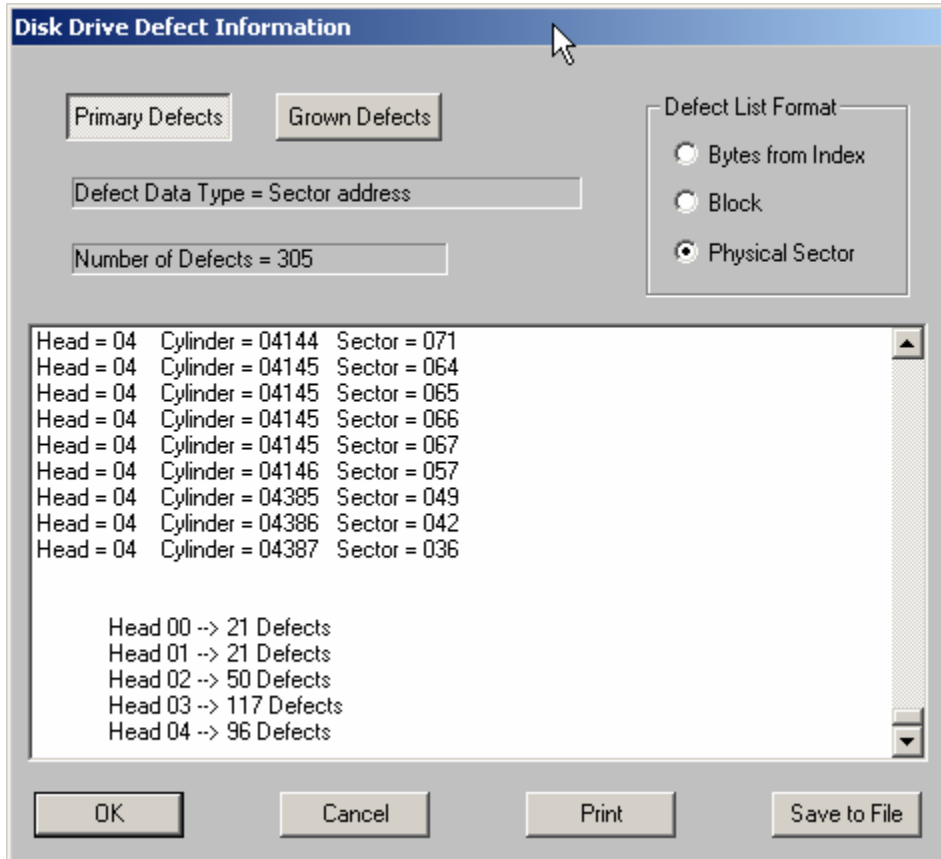 Disk Drive Defect Information
Primary Defects
Grown Defects
Defect List Format
Bytes from Index
Block
Physical Sector
Defect Data Type = Sector address
Number of Defects = 305
Head = 04 Cylinder = 04144 Sector = 071
Head = 04 Cylinder = 04145 Sector = 064
Head = 04 Cylinder = 04145 Sector = 065
Head = 04 Cylinder = 04145 Sector = 066
Head = 04 Cylinder = 04145 Sector = 067
Head = 04 Cylinder = 04146 Sector = 057
Head = 04 Cylinder = 04385 Sector = 049
Head = 04 Cylinder = 04386 Sector = 042
Head = 04 Cylinder = 04387 Sector = 036
Head 00 --> 21 Defects
Head 01 --> 21 Defects
Head 02 --> 50 Defects
Head 03 --> 117 Defects
Head 04 --> 96 Defects
OK
Cancel
Print
Save to File